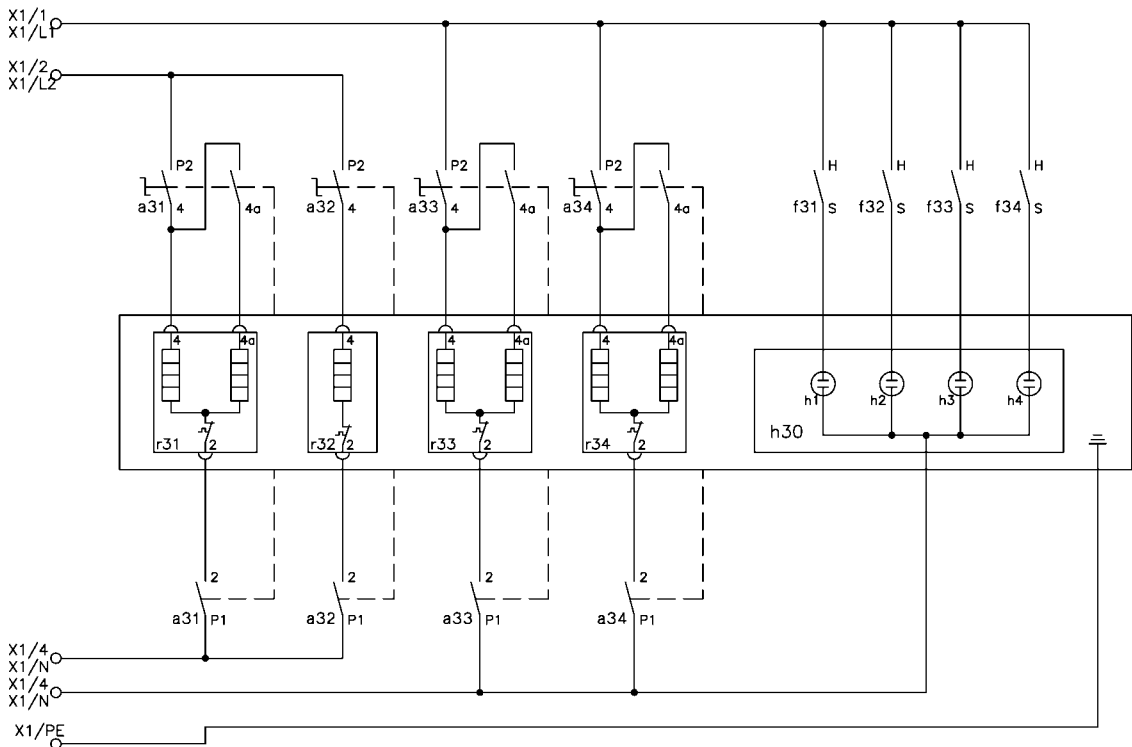 X1/1
X1/L1
X1/2
X1/L2
P2 P2 P2 P2 H H H H
a31 4 4a a32 4 a33 4 4a a34 4 4a f31 S f32 S f33 S f34 S
4 4a 4 4 4a 4 4a
h1 h2 h3 h4
r31 2 r32 2 r33 2 r34 2 h30
2 2 2 2
a31 P1 a32 P1 a33 P1 a34 P1
X1/4
X1/N
X1/4
X1/N
X1/PE